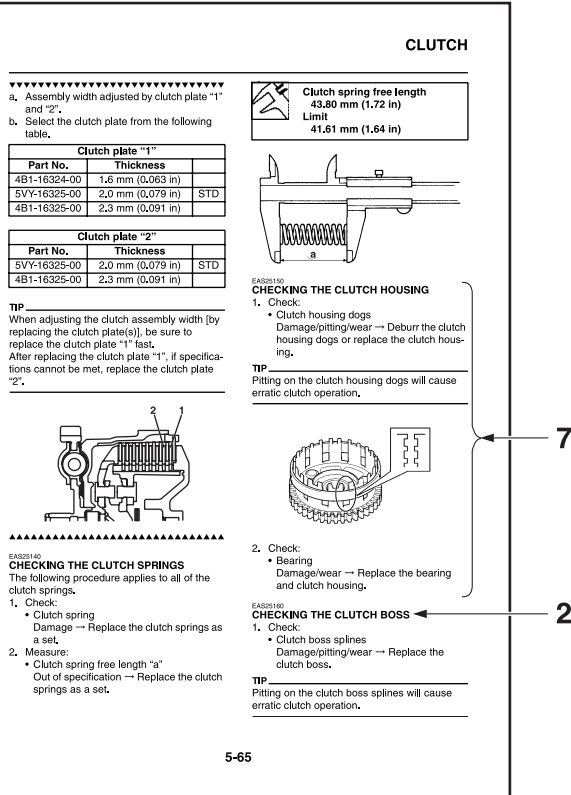 CLUTCH
a. Assembly width adjusted by clutch plate “1”
and “2”.
b. Select the clutch plate from the following
table.
Clutch plate “1”
Part No. Thickness
4B1-16324-00 1.6 mm (0.063 in)
5VY-16325-00 2.0 mm (0.079 in) STD
4B1-16325-00 2.3 mm (0.091 in)
Clutch plate “2”
Part No. Thickness
5VY-16325-00 2.0 mm (0.079 in) STD
4B1-16325-00 2.3 mm (0.091 in)
TIP
When adjusting the clutch assembly width [by
replacing the clutch plate(s)], be sure to
replace the clutch plate “1” fast.
After replacing the clutch plate “1”, if specifica-
tions cannot be met, replace the clutch plate
“2”.
2 1
EAS25140
CHECKING THE CLUTCH SPRINGS
The following procedure applies to all of the
clutch springs.
1. Check:
• Clutch spring
Damage → Replace the clutch springs as
a set.
2. Measure:
• Clutch spring free length “a”
Out of specification → Replace the clutch
springs as a set.
Clutch spring free length
43.80 mm (1.72 in)
Limit
41.61 mm (1.64 in)
a
EAS25150
CHECKING THE CLUTCH HOUSING
1. Check:
• Clutch housing dogs
Damage/pitting/wear → Deburr the clutch
housing dogs or replace the clutch hous-
ing.
TIP
Pitting on the clutch housing dogs will cause
erratic clutch operation.
7
2. Check:
• Bearing
Damage/wear → Replace the bearing
and clutch housing.
EAS25160
CHECKING THE CLUTCH BOSS
2
1. Check:
• Clutch boss splines
Damage/pitting/wear → Replace the
clutch boss.
TIP
Pitting on the clutch boss splines will cause
erratic clutch operation.
5-65